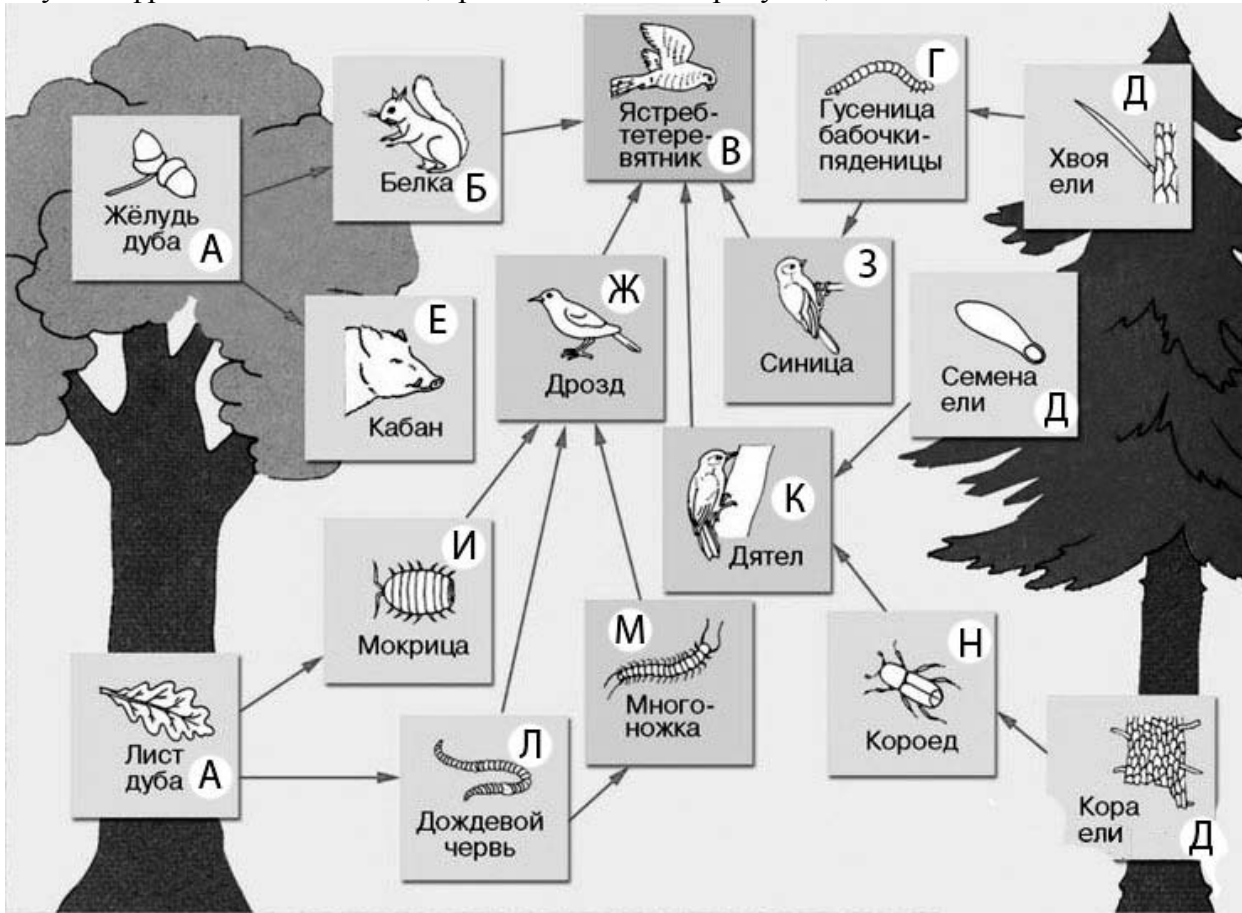 Жёлудь
дуба
А
Белка Б
Ястреб-
тетере-
вятник В
Г
Гусеница
бабочки-
пяденицы
Д
Хвоя
ели
Е
Кабан
Ж
Дрозд
З
Синица
Семена
ели Д
К
Дятел
И
Мокрица
М
Много-
ножка
Н
Короед
Лист
дуба А
Л
Дождевой
червь
Кора
ели Д